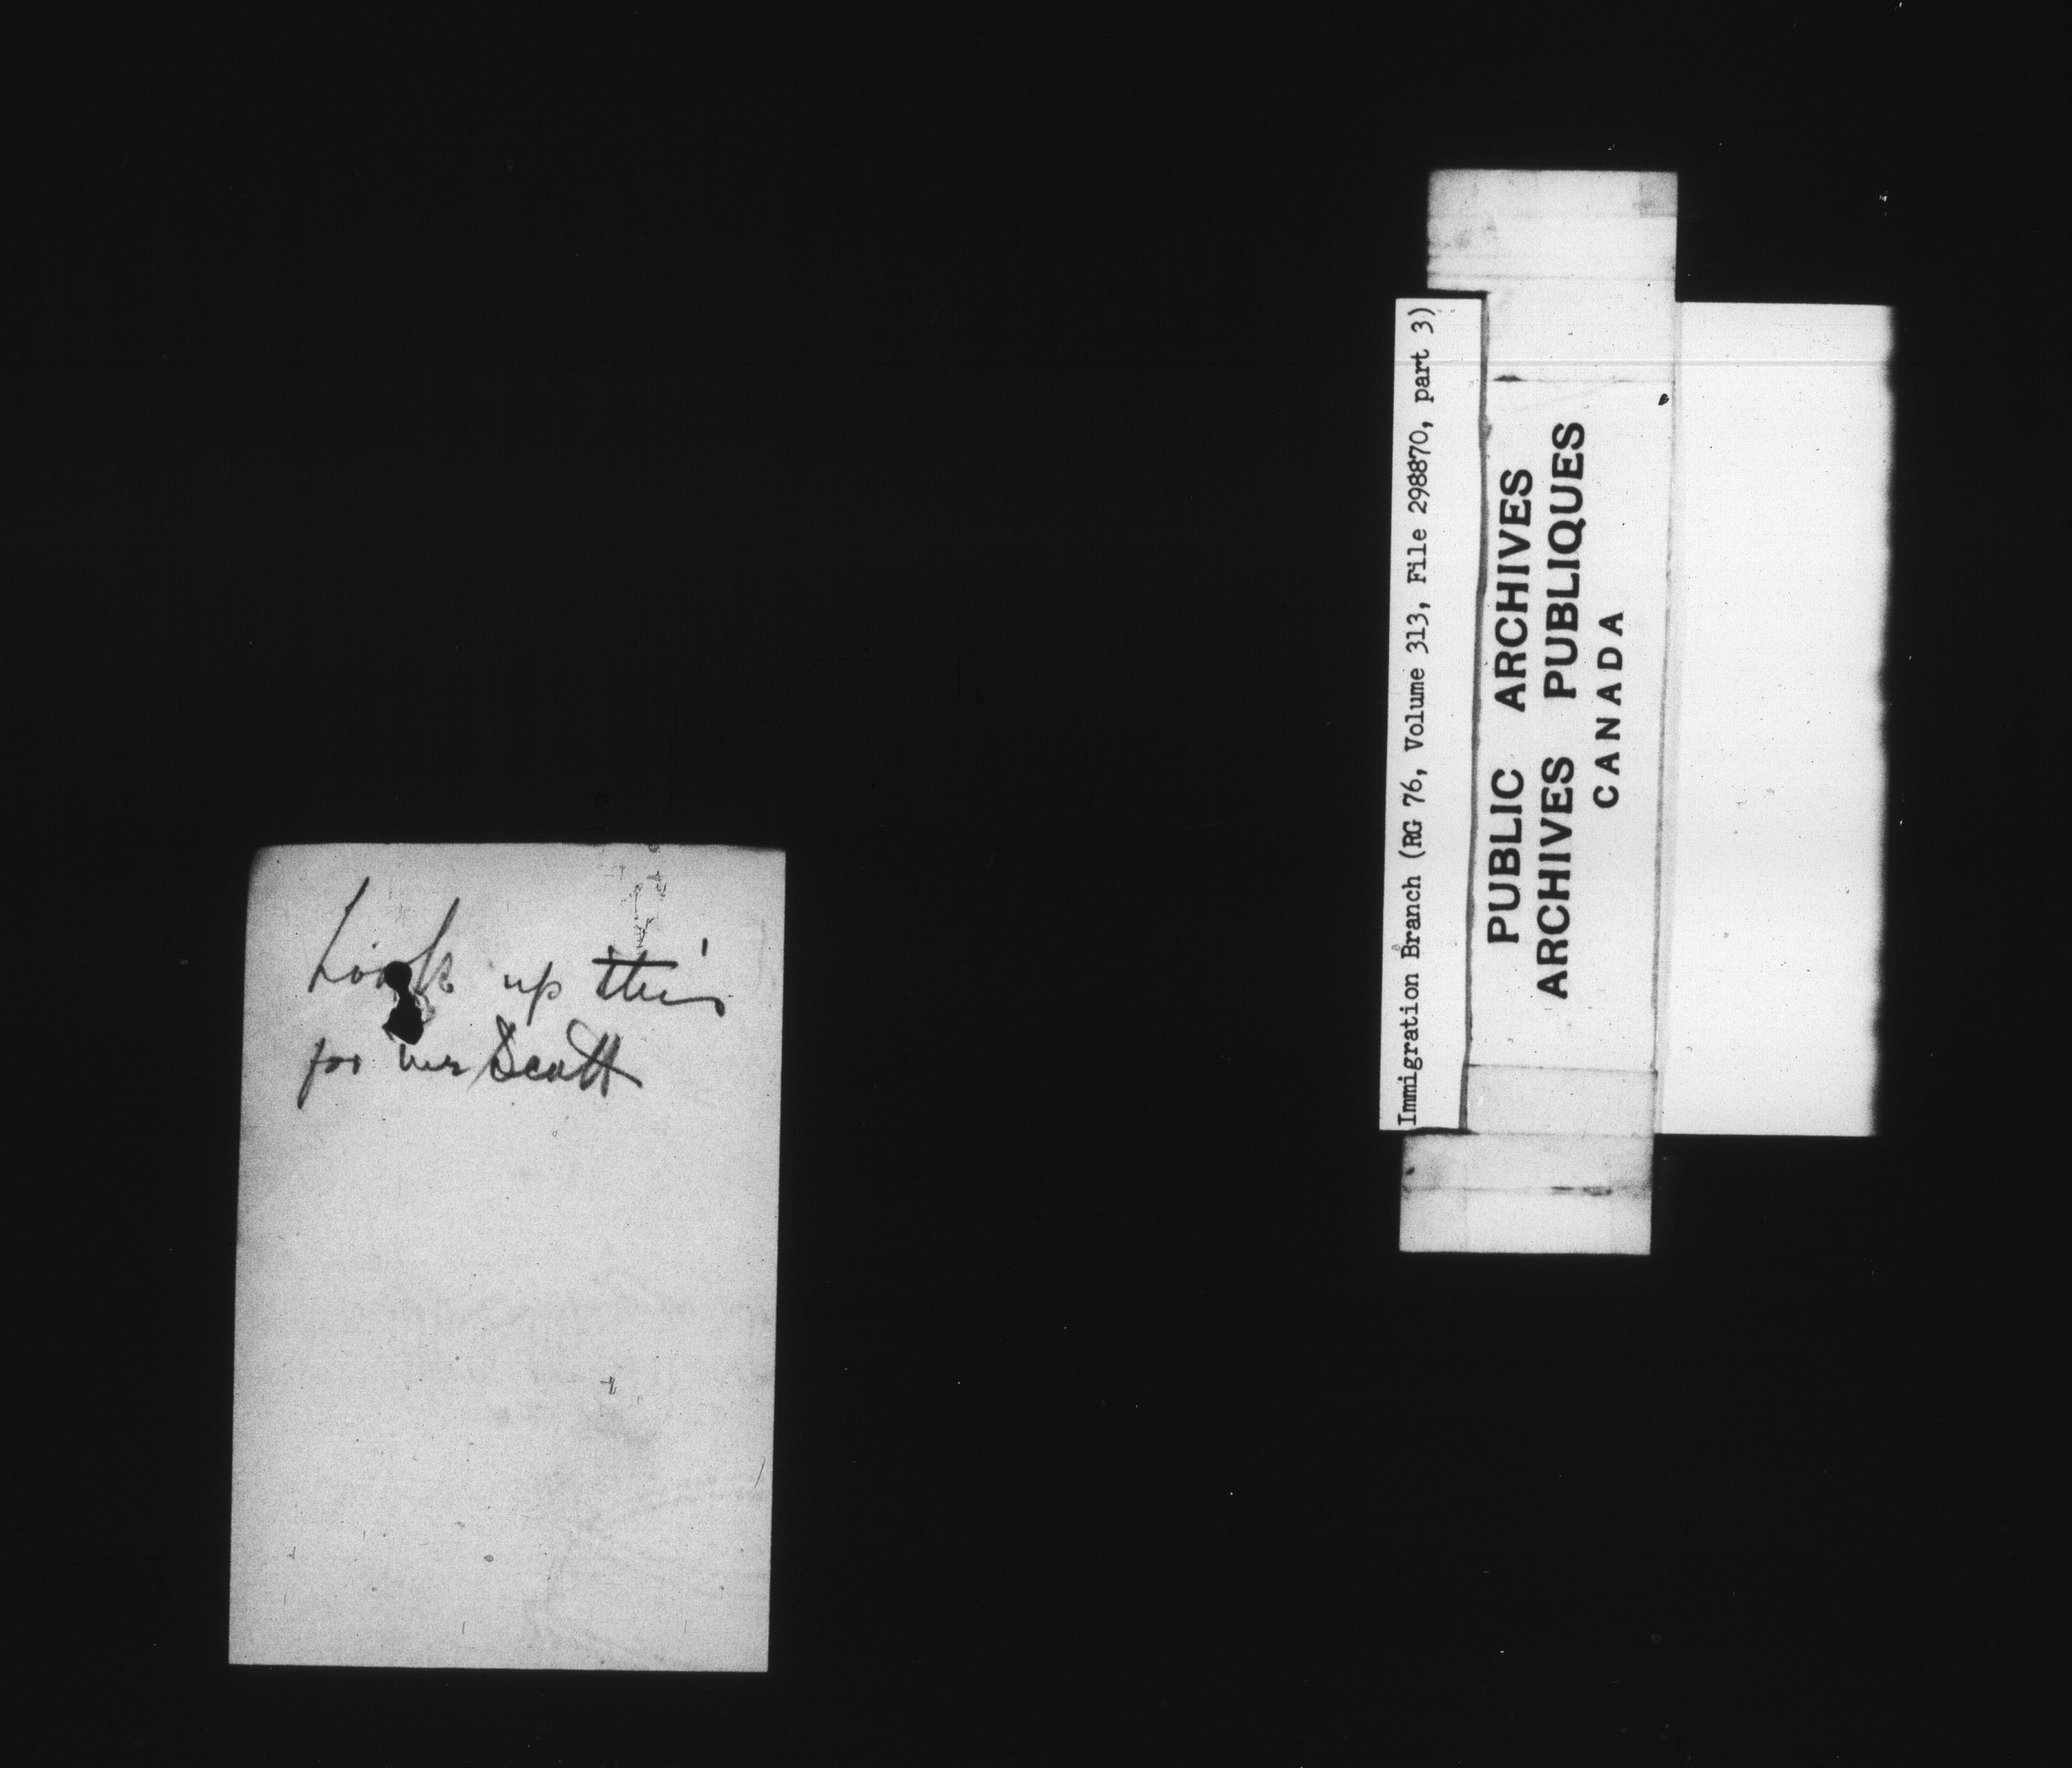 Look up this
for Mr Scott
Immigration Branch (RG 76, Volume 313, File 298870, part 3)
PUBLIC ARCHIVES
ARCHIVES PUBLIQUES
CANADA